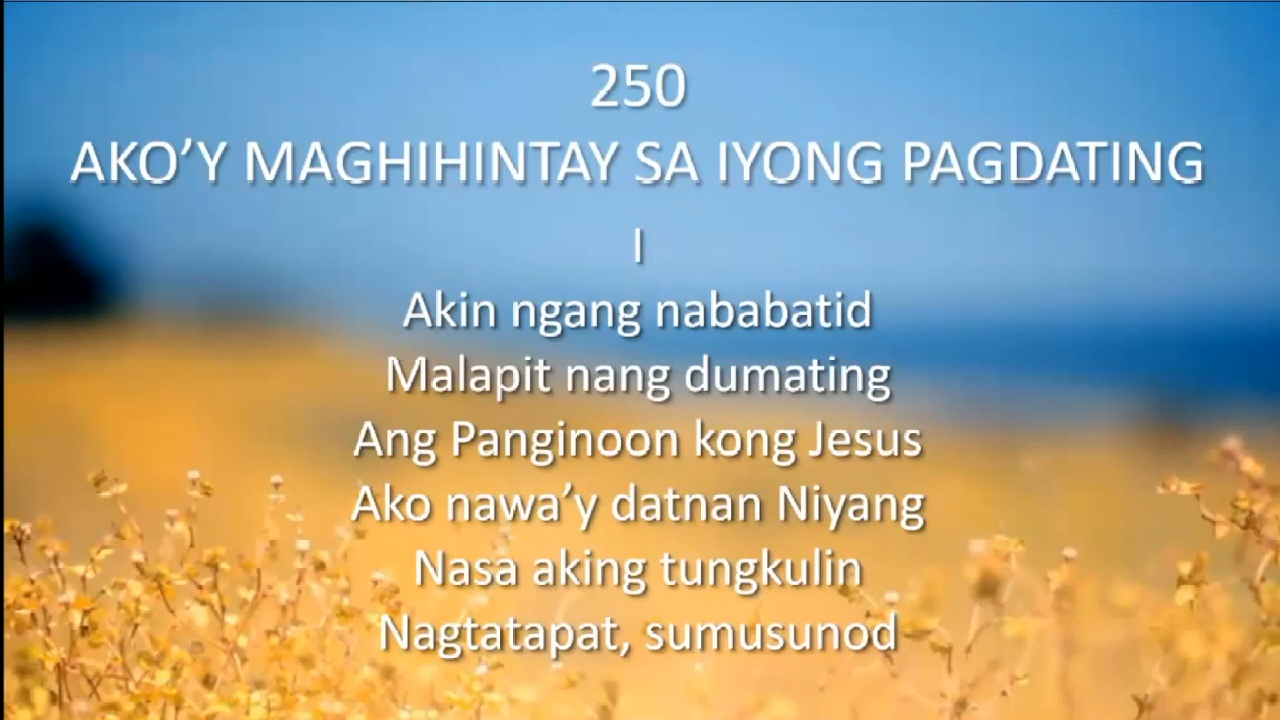 250
AKO’Y MAGHIHINTAY SA IYONG PAGDATING
I
Akin ngang nababatid
Malapit nang dumating
Ang Panginoon kong Jesus
Ako nawa’y datnan Niyang
Nasa aking tungkulin
Nagtatapat, sumusunod